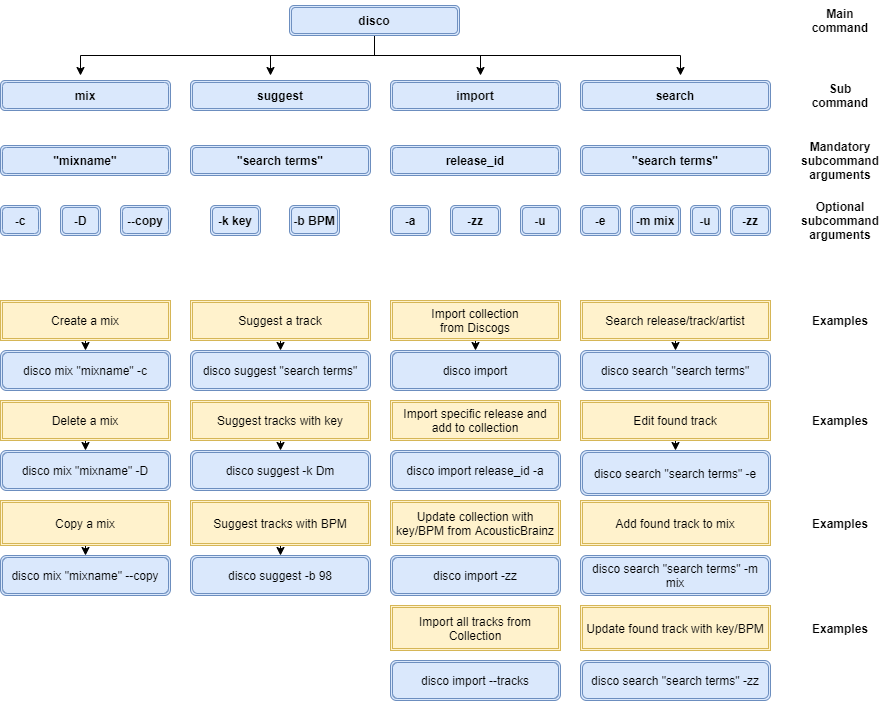 disco
Main
command
mix
suggest
import
search
Sub
command
"mixname"
"search terms"
release_id
"search terms"
Mandatory
subcommand
arguments
-c
-D
--copy
-k key
-b BPM
-a
-zz
-u
-e
-m mix
-u
-zz
Optional
subcommand
arguments
Create a mix
Suggest a track
Import collection
from Discogs
Search release/track/artist
Examples
disco mix "mixname" -c
disco suggest "search terms"
disco import
disco search "search terms"
Delete a mix
Suggest tracks with key
Import specific release and
add to collection
Edit found track
Examples
disco mix "mixname" -D
disco suggest -k Dm
disco import release_id -a
disco search "search terms" -e
Copy a mix
Suggest tracks with BPM
Update collection with
key/BPM from AcousticBrainz
Add found track to mix
Examples
disco mix "mixname" --copy
disco suggest -b 98
disco import -zz
disco search "search terms" -m
mix
Import all tracks from
Collection
Update found track with key/BPM
Examples
disco import --tracks
disco search "search terms" -zz